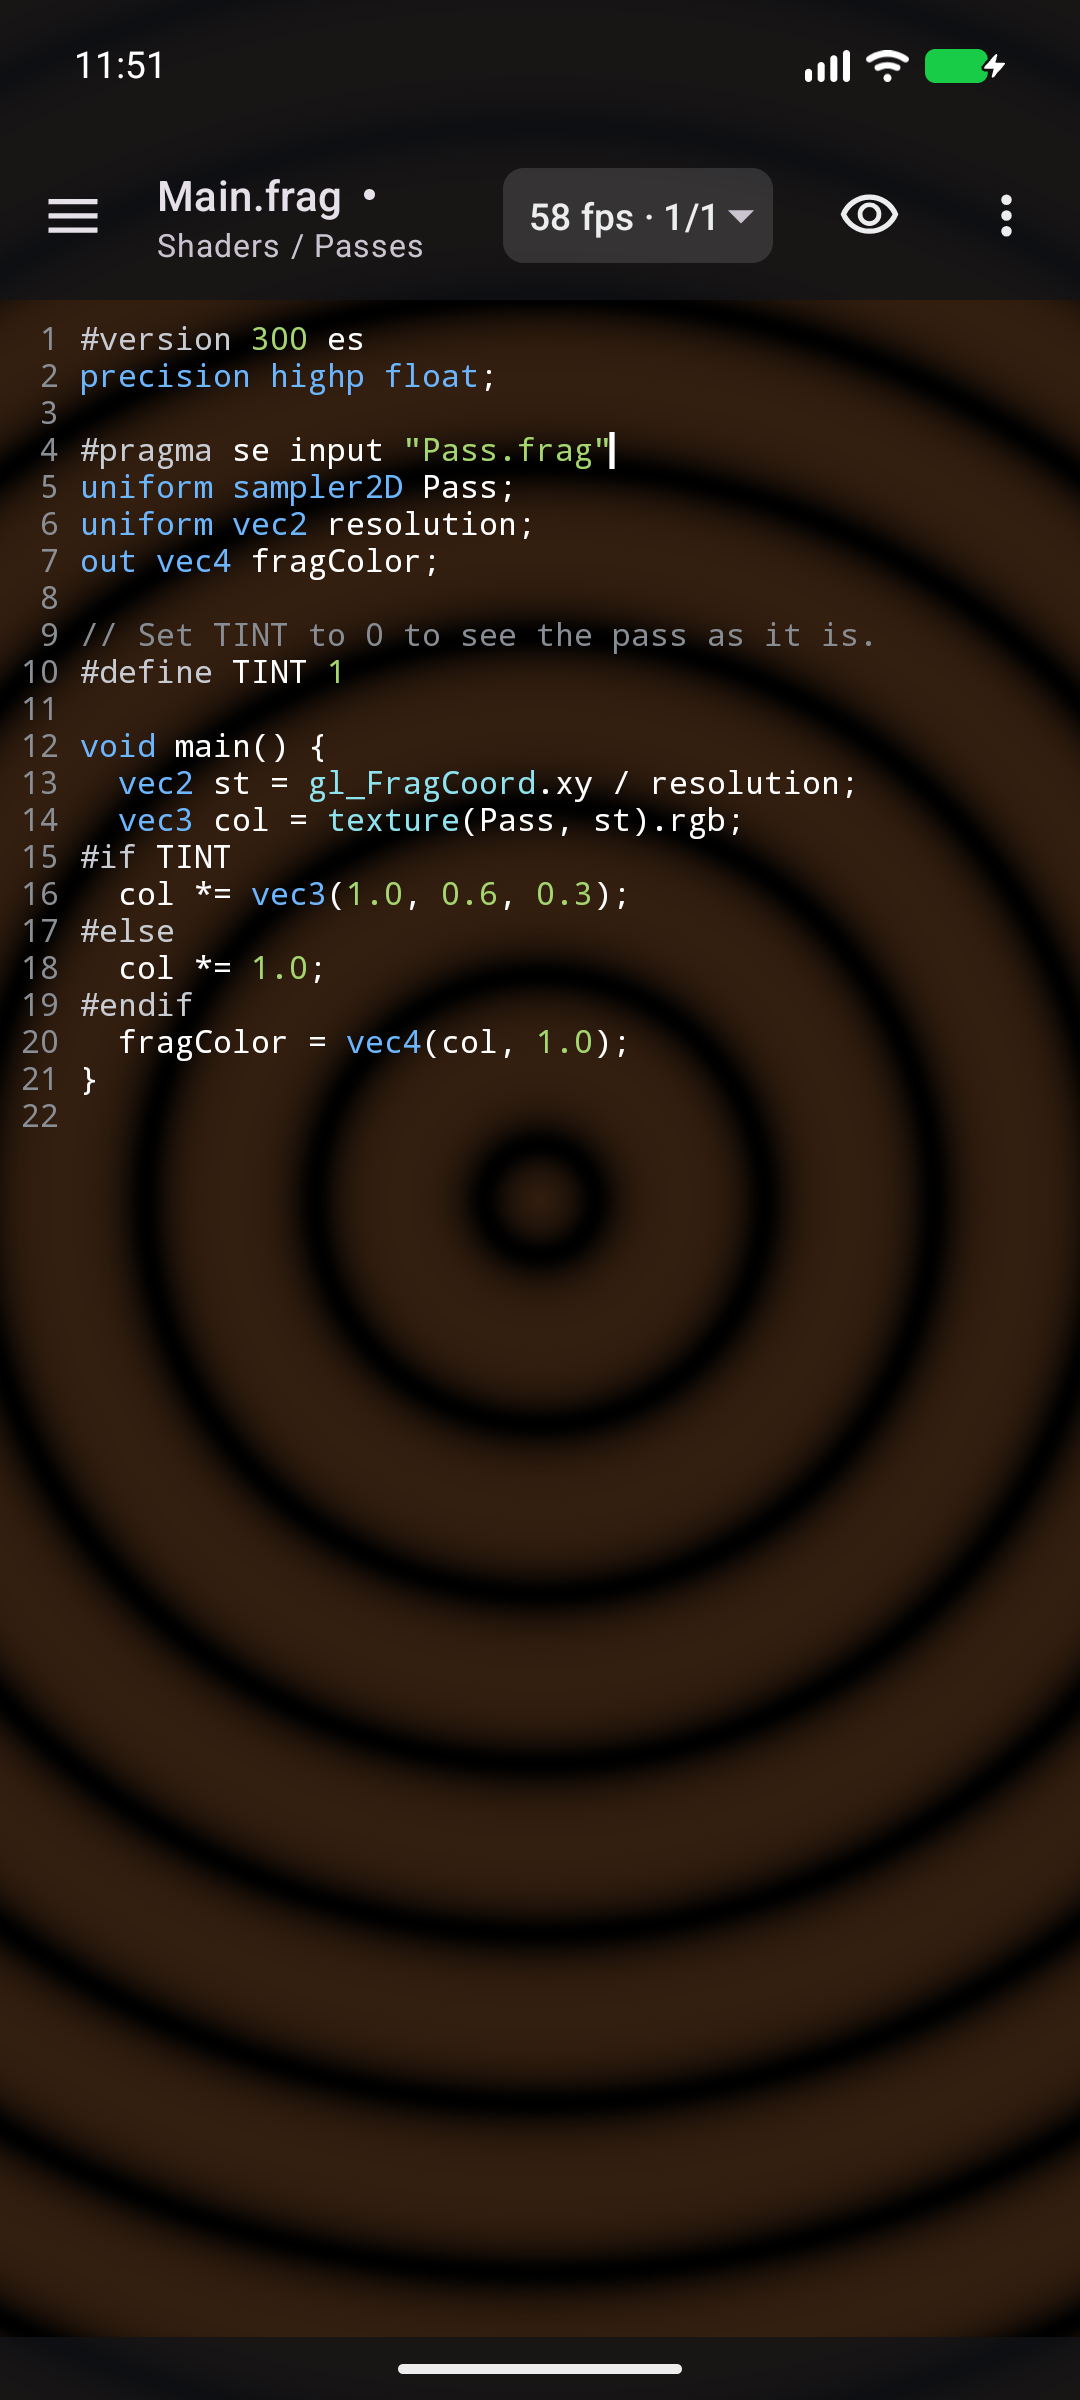 11:51
Main.frag •
Shaders / Passes
58 fps · 1/1
1 #version 300 es
2 precision highp float;
3
4 #pragma se input "Pass.frag"
5 uniform sampler2D Pass;
6 uniform vec2 resolution;
7 out vec4 fragColor;
8
9 // Set TINT to 0 to see the pass as it is.
10 #define TINT 1
11
12 void main() {
13   vec2 st = gl_FragCoord.xy / resolution;
14   vec3 col = texture(Pass, st).rgb;
15 #if TINT
16   col *= vec3(1.0, 0.6, 0.3);
17 #else
18   col *= 1.0;
19 #endif
20   fragColor = vec4(col, 1.0);
21 }
22